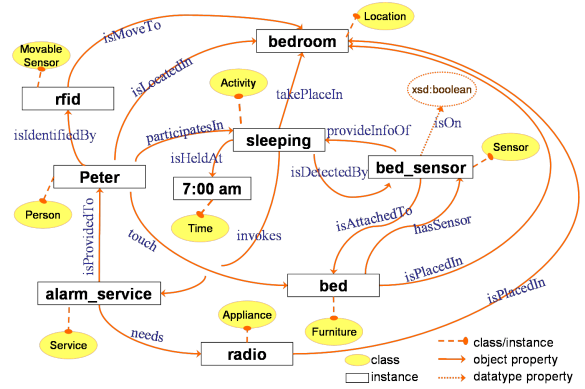 isMoveTo
Location
bedroom
Movable
Sensor
isLocatedIn
Activity
takePlaceIn
xsd:boolean
rfid
isOn
participatesIn
provideInfoOf
isIdentifiedBy
sleeping
Sensor
isHeldAt
isDetectedBy
bed_sensor
Peter
7:00 am
Person
Time
isAttachedTo
hasSensor
isProvidedTo
touch
invokes
isPlacedIn
bed
isPlacedIn
alarm_service
Appliance
Furniture
Service
needs
radio
class/instance
class
object property
instance
datatype property